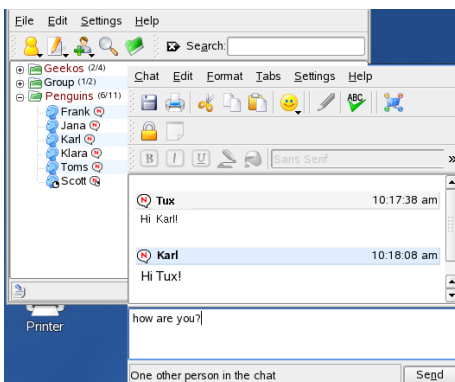 File Edit Settings Help
Search:
Geekos (2/4)
Group (1/2)
Penguins (6/11)
Frank N
Jana N
Karl N
Klara N
Toms N
Scott N
Printer
Chat Edit Format Tabs Settings Help
ABC
B I U Sans Serif »
N Tux 10:17:38 am
Hi Karl!
N Karl 10:18:08 am
Hi Tux!
how are you?
One other person in the chat Send